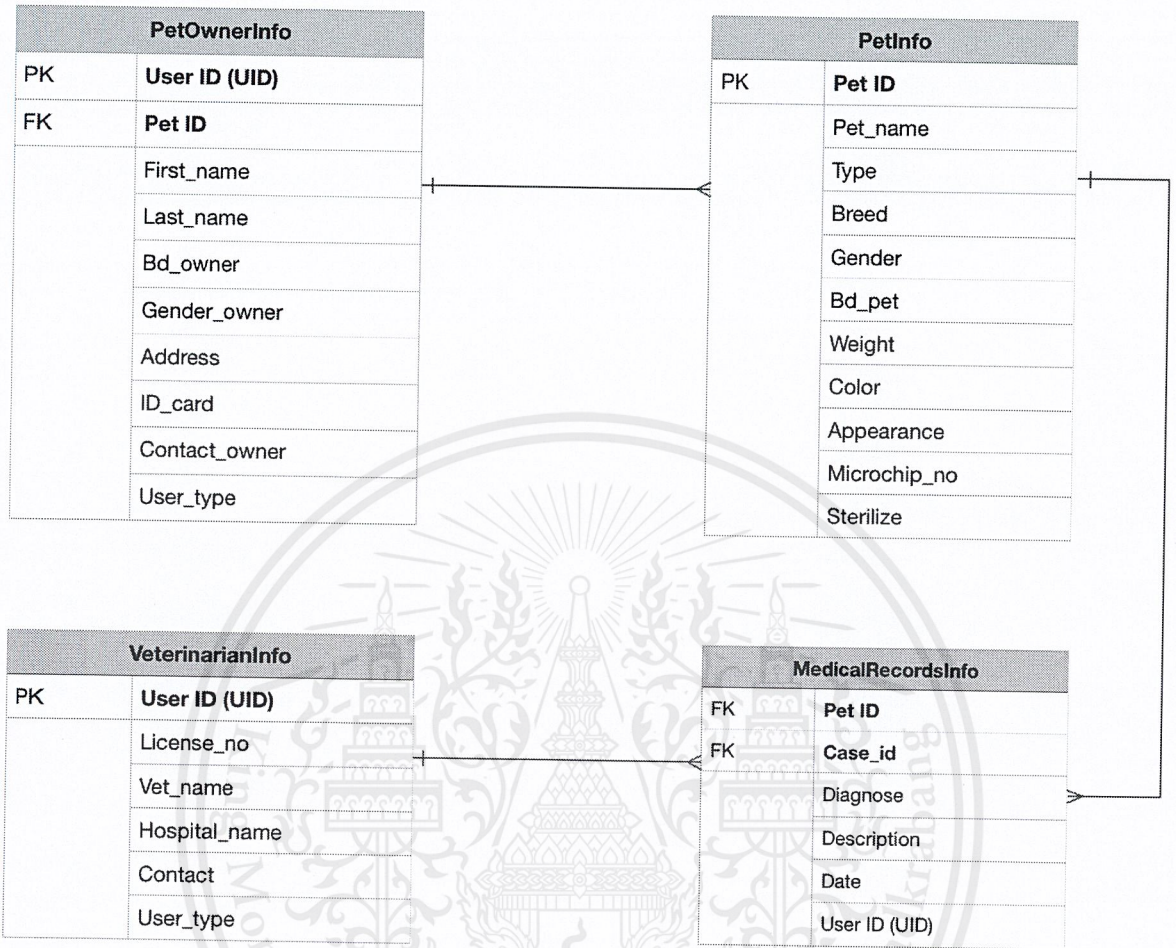 PetOwnerInfo
PK User ID (UID)
FK Pet ID
First_name
Last_name
Bd_owner
Gender_owner
Address
ID_card
Contact_owner
User_type
PetInfo
PK Pet ID
Pet_name
Type
Breed
Gender
Bd_pet
Weight
Color
Appearance
Microchip_no
Sterilize
VeterinarianInfo
PK User ID (UID)
License_no
Vet_name
Hospital_name
Contact
User_type
MedicalRecordsInfo
FK Pet ID
FK Case_id
Diagnose
Description
Date
User ID (UID)